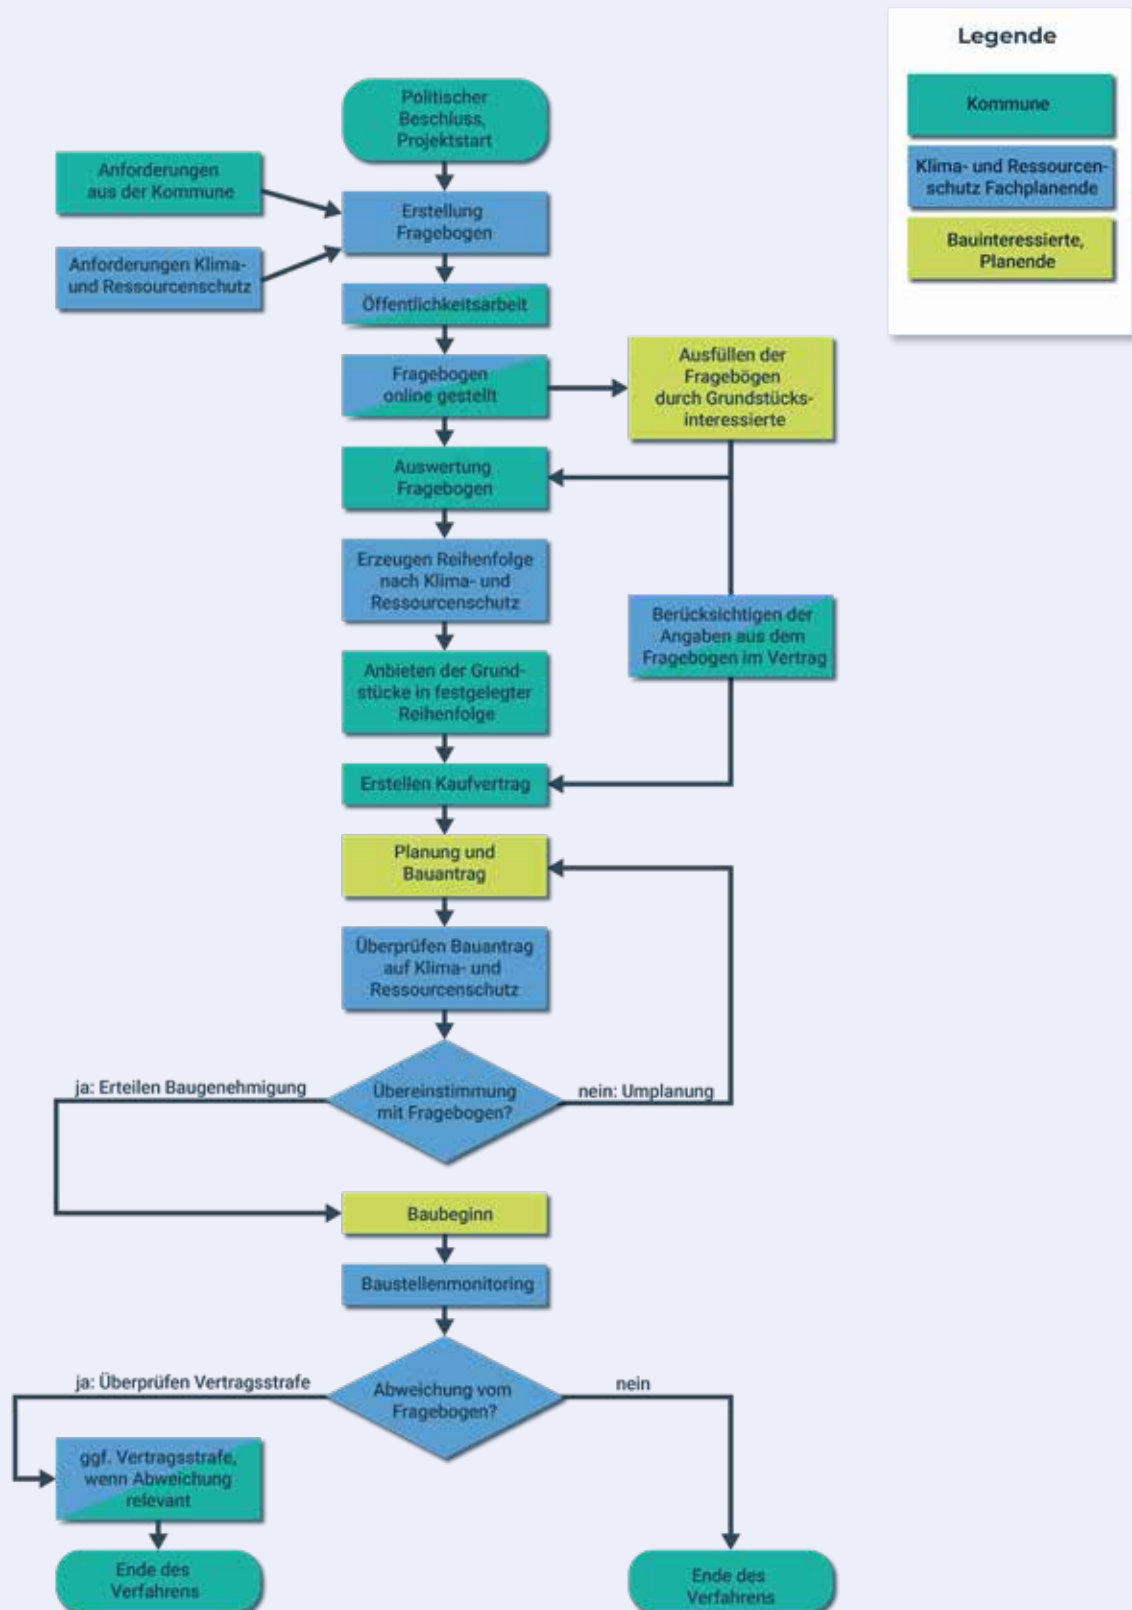 Legende
Kommune
Klima- und Ressourcen-
schutz Fachplanende
Bauinteressierte,
Planende
Politischer
Beschluss,
Projektstart
Anforderungen
aus der Kommune
Erstellung
Fragebogen
Anforderungen Klima-
und Ressourcenschutz
Öffentlichkeitsarbeit
Fragebogen
online gestellt
Ausfüllen der
Fragebögen
durch Grundstücks-
interessierte
Auswertung
Fragebogen
Erzeugen Reihenfolge
nach Klima- und
Ressourcenschutz
Berücksichtigen der
Angaben aus dem
Fragebogen im Vertrag
Anbieten der Grund-
stücke in festgelegter
Reihenfolge
Erstellen Kaufvertrag
Planung und
Bauantrag
Überprüfen Bauantrag
auf Klima- und
Ressourcenschutz
ja: Erteilen Baugenehmigung
Übereinstimmung
mit Fragebogen?
nein: Umplanung
Baubeginn
Baustellenmonitoring
ja: Überprüfen Vertragsstrafe
Abweichung vom
Fragebogen?
nein
ggf. Vertragsstrafe,
wenn Abweichung
relevant
Ende des
Verfahrens
Ende des
Verfahrens